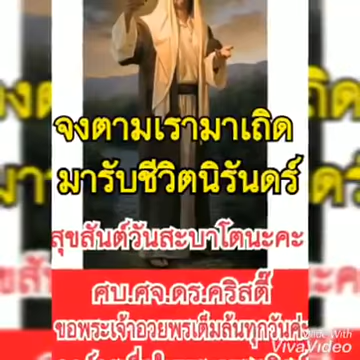 จงตามเรามาเถิด
มารับชีวิตนิรันดร์
สุขสันต์วันสะบาโตนะคะ
ศบ.ศจ.ดร.คริสตี๊
ขอพระเจ้าอวยพรเต็มล้นทุกวันค่ะ
Made With
VivaVideo